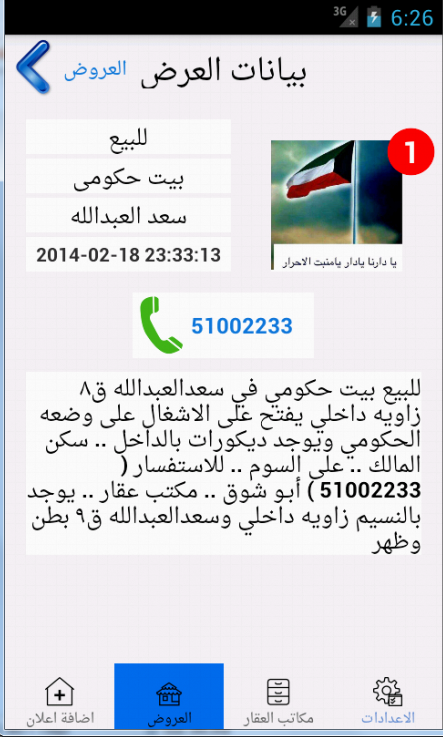 3G 6:26
العروض
بيانات العرض
للبيع
بيت حكومى
سعد العبدالله
2014-02-18 23:33:13
1
يا دارنا يادار يامنبت الاحرار
51002233
للبيع بيت حكومي في سعدالعبدالله ق٨
زاويه داخلي يفتح على الاشغال على وضعه
الحكومي ويوجد ديكورات بالداخل .. سكن
المالك .. على السوم .. للاستفسار (
51002233 ) أبو شوق .. مكتب عقار .. يوجد
بالنسيم زاويه داخلي وسعدالعبدالله ق٩ بطن
وظهر
الاعدادات
مكاتب العقار
العروض
اضافة اعلان